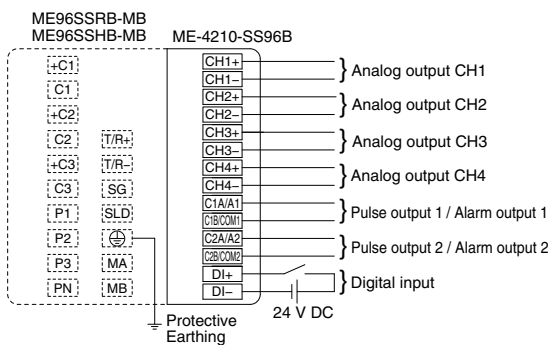 ME96SSRB-MB
ME96SSHB-MB
ME-4210-SS96B
+C1
C1
+C2
C2
+C3
C3
P1
P2
P3
PN
T/R+
T/R−
SG
SLD
MA
MB
CH1+
CH1−
CH2+
CH2−
CH3+
CH3−
CH4+
CH4−
C1A/A1
C1B/COM1
C2A/A2
C2B/COM2
DI+
DI−
Analog output CH1
Analog output CH2
Analog output CH3
Analog output CH4
Pulse output 1 / Alarm output 1
Pulse output 2 / Alarm output 2
Digital input
24 V DC
Protective
Earthing